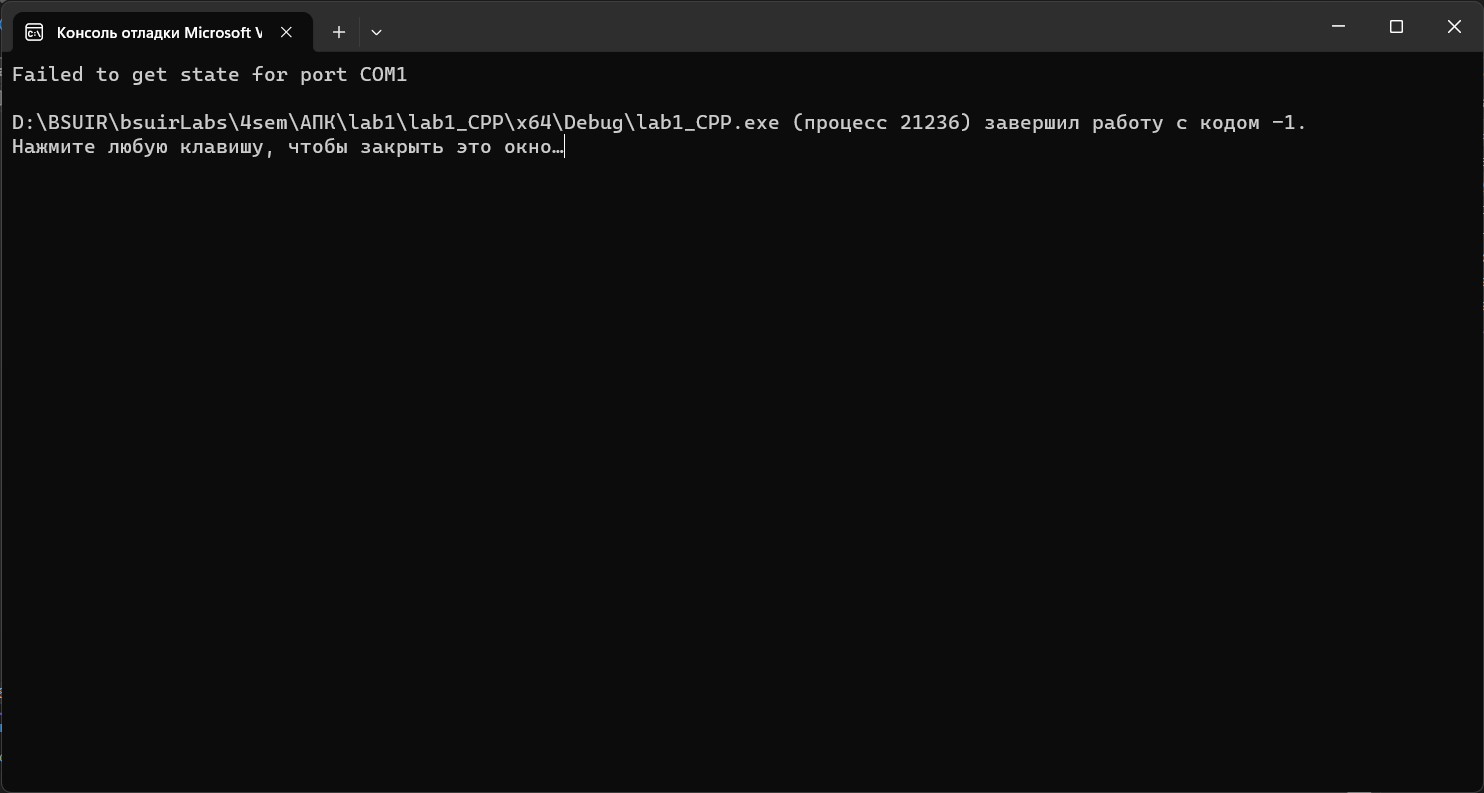 Консоль отладки Microsoft V
Failed to get state for port COM1
D:\BSUIR\bsuirLabs\4sem\АПК\lab1\lab1_CPP\x64\Debug\lab1_CPP.exe (процесс 21236) завершил работу с кодом -1.
Нажмите любую клавишу, чтобы закрыть это окно…